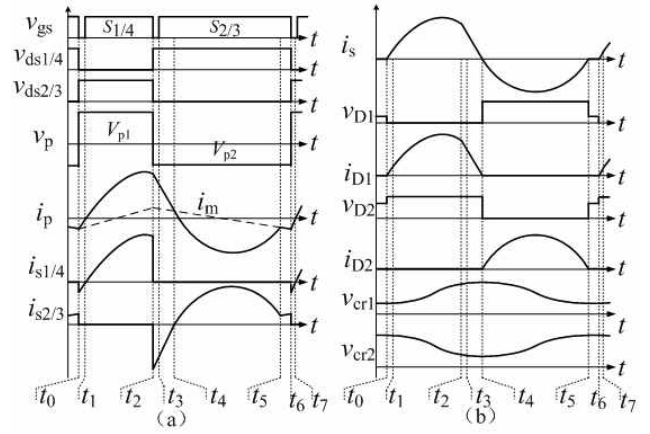 v_gs S_1/4 S_2/3 t
v_ds1/4 t
v_ds2/3 t
v_p V_p1 V_p2 t
i_p i_m t
i_s1/4 t
i_s2/3 t
t_0 t_1 t_2 t_3 t_4 t_5 t_6 t_7
(a)
i_s t
v_D1 t
i_D1 t
v_D2 t
i_D2 t
v_cr1 t
v_cr2 t
t_0 t_1 t_2 t_3 t_4 t_5 t_6 t_7
(b)